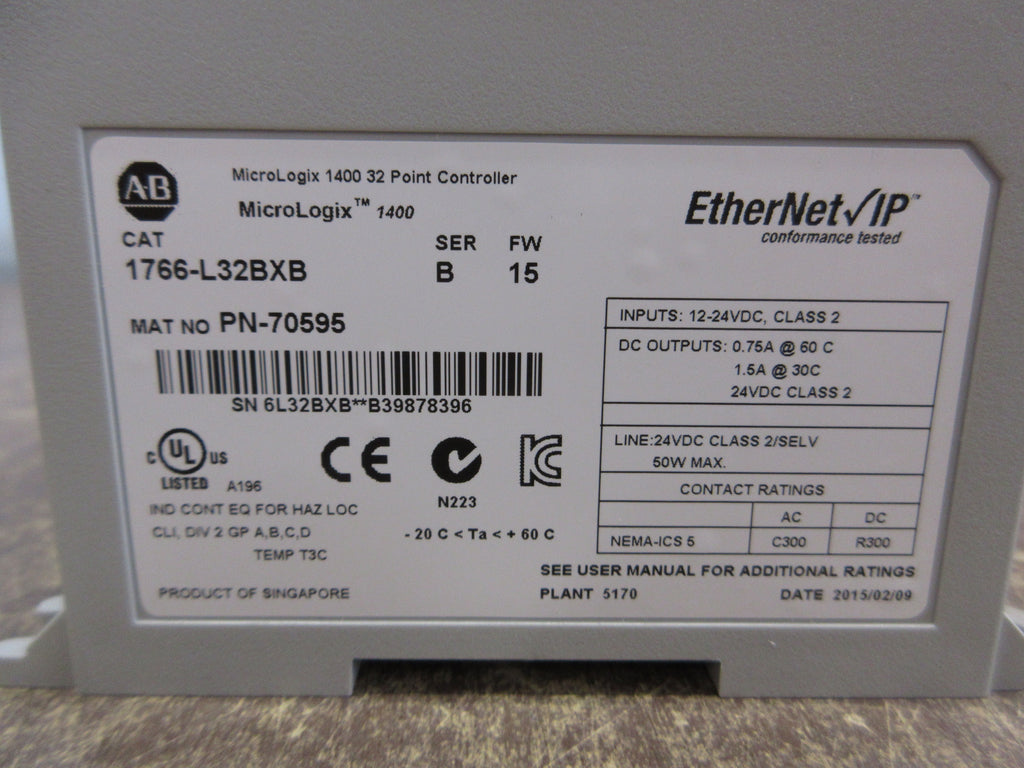 A-B
MicroLogix 1400 32 Point Controller
MicroLogix™ 1400
EtherNet/IP™
conformance tested
CAT SER FW
1766-L32BXB B 15
MAT NO PN-70595
SN 6L32BXB**B39878396
INPUTS: 12-24VDC, CLASS 2
DC OUTPUTS: 0.75A @ 60 C
1.5A @ 30C
24VDC CLASS 2
LINE:24VDC CLASS 2/SELV
50W MAX.
CONTACT RATINGS
AC DC
NEMA-ICS 5 C300 R300
C UL US
LISTED A196
CE
N223
KC
IND CONT EQ FOR HAZ LOC
CLI, DIV 2 GP A,B,C,D
TEMP T3C
- 20 C < Ta < + 60 C
SEE USER MANUAL FOR ADDITIONAL RATINGS
PRODUCT OF SINGAPORE
PLANT 5170 DATE 2015/02/09